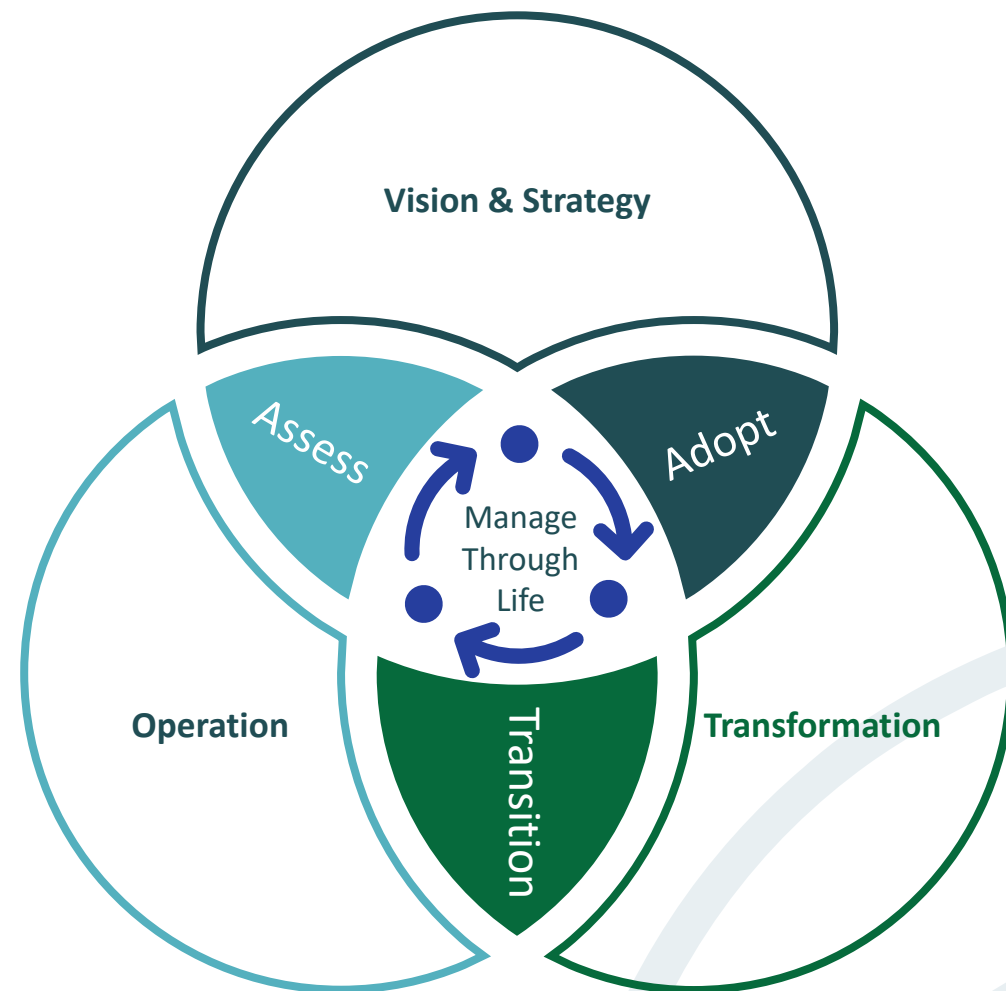 Vision & Strategy
Assess
Adopt
Manage
Through
Life
Operation
Transition
Transformation